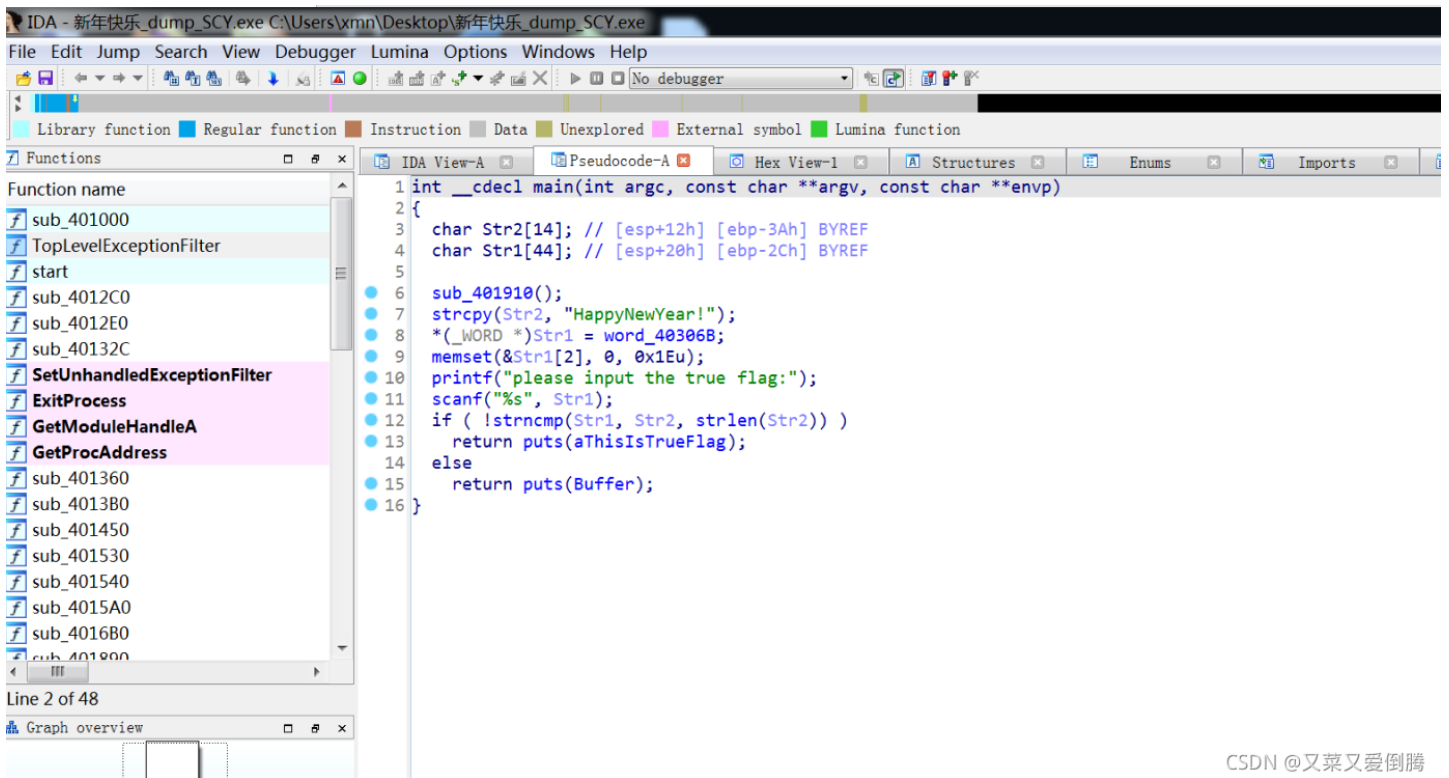 IDA - 新年快乐_dump_SCY.exe C:\Users\xmn\Desktop\新年快乐_dump_SCY.exe
File Edit Jump Search View Debugger Lumina Options Windows Help
No debugger
Library function Regular function Instruction Data Unexplored External symbol Lumina function
Functions
IDA View-A Pseudocode-A Hex View-1 Structures Enums Imports
Function name
sub_401000
TopLevelExceptionFilter
start
sub_4012C0
sub_4012E0
sub_40132C
SetUnhandledExceptionFilter
ExitProcess
GetModuleHandleA
GetProcAddress
sub_401360
sub_4013B0
sub_401450
sub_401530
sub_401540
sub_4015A0
sub_4016B0
sub_401890
Line 2 of 48
Graph overview
1 int __cdecl main(int argc, const char **argv, const char **envp)
2 {
3 char Str2[14]; // [esp+12h] [ebp-3Ah] BYREF
4 char Str1[44]; // [esp+20h] [ebp-2Ch] BYREF
5
6 sub_401910();
7 strcpy(Str2, "HappyNewYear!");
8 *(_WORD *)Str1 = word_40306B;
9 memset(&Str1[2], 0, 0x1Eu);
10 printf("please input the true flag:");
11 scanf("%s", Str1);
12 if ( !strncmp(Str1, Str2, strlen(Str2)) )
13 return puts(aThisIsTrueFlag);
14 else
15 return puts(Buffer);
16 }
CSDN @又菜又爱倒腾